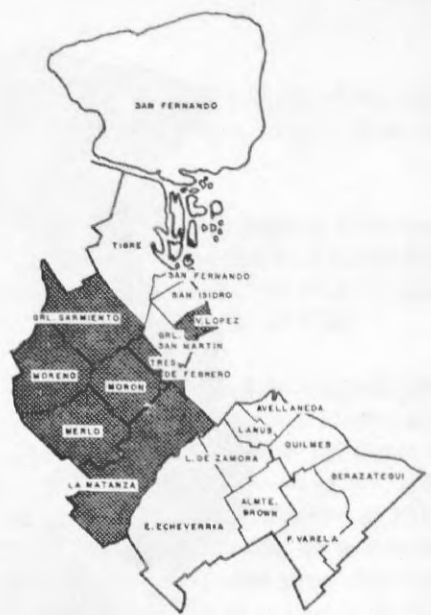 SAN FERNANDO
TIGRE
SAN FERNANDO
SAN ISIDRO
GRL. SARMIENTO
V. LOPEZ
GRL.
SAN MARTIN
TRES
DE FEBRERO
MORENO
MORON
MERLO
AVELLANEDA
LANUS
QUILMES
L. DE ZAMORA
BERAZATEGUI
LA MATANZA
ALMTE.
BROWN
E. ECHEVERRIA
F. VARELA